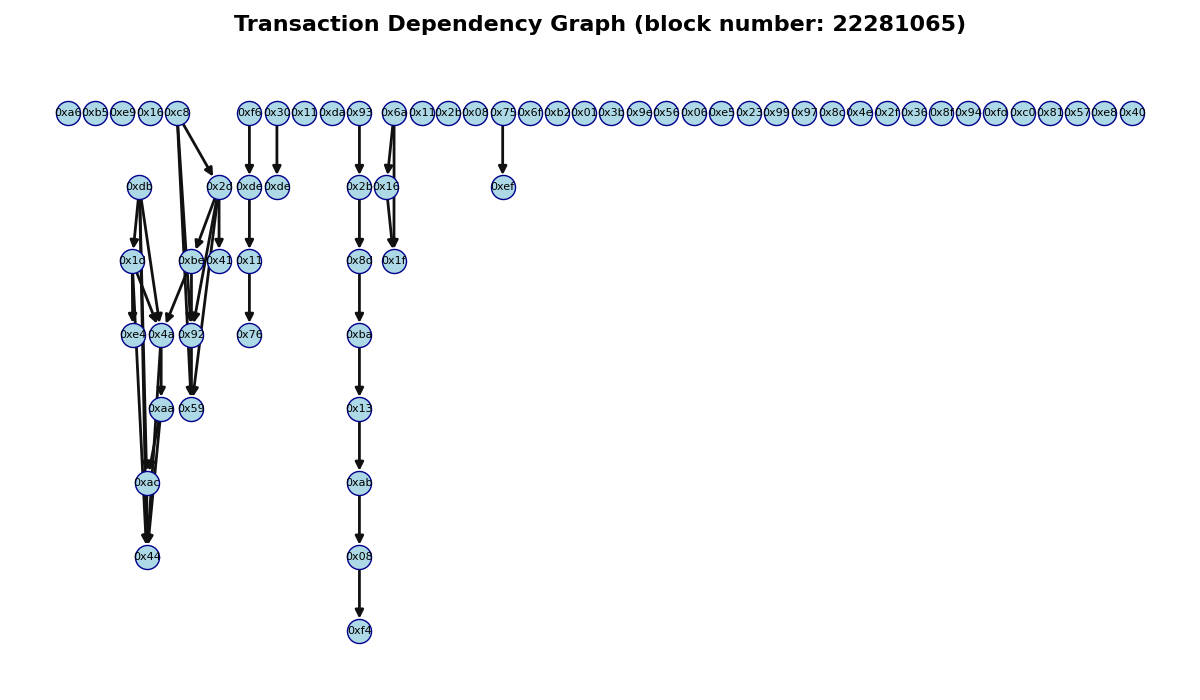 Transaction Dependency Graph (block number: 22281065)
0xa6 0xb5 0xe9 0x16 0xc8 0xf6 0x30 0x11 0xda 0x93 0x6a 0x11 0x2b 0x08 0x75 0x6f 0xb2 0x01 0x3b 0x9e 0x56 0x06 0xe5 0x23 0x99 0x97 0x8d 0x4e 0x2f 0x36 0x8f 0x94 0xfd 0xc0 0x81 0x57 0xe8 0x40
0xdb 0x2d 0xde 0xde 0x2b 0x16 0xef
0xbe 0x41 0x11 0x8d 0x1f
0xe4 0x4a 0x92 0x76 0xba
0xaa 0x59 0x13
0xab
0x44 0x08
0xf4